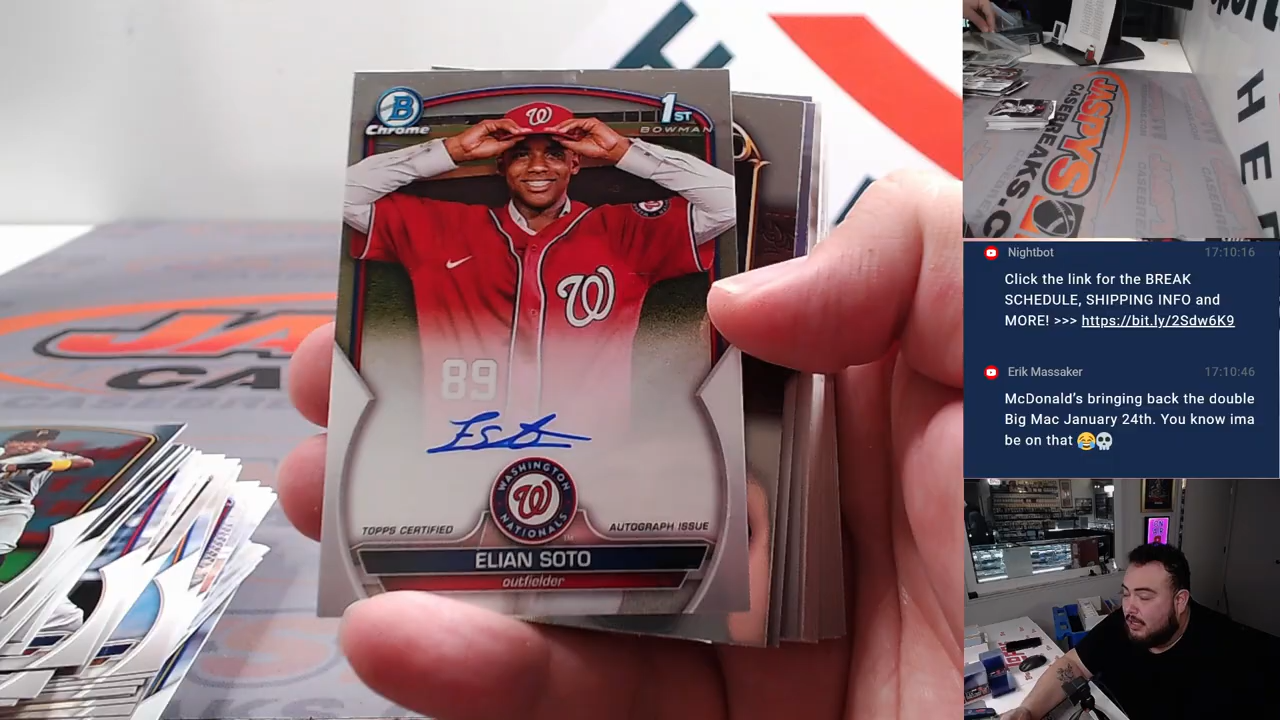 B
Chrome
1ST
BOWMAN
W
W
89
WASHINGTON
W
NATIONALS
TOPPS CERTIFIED
AUTOGRAPH ISSUE
ELIAN SOTO
outfielder
JA
CA
JASPYS
CASEBREAKS.C
HER
Nightbot 17:10:16
Click the link for the BREAK
SCHEDULE, SHIPPING INFO and
MORE! >>> https://bit.ly/2Sdw6K9
Erik Massaker 17:10:46
McDonald's bringing back the double
Big Mac January 24th. You know ima
be on that 😂💀